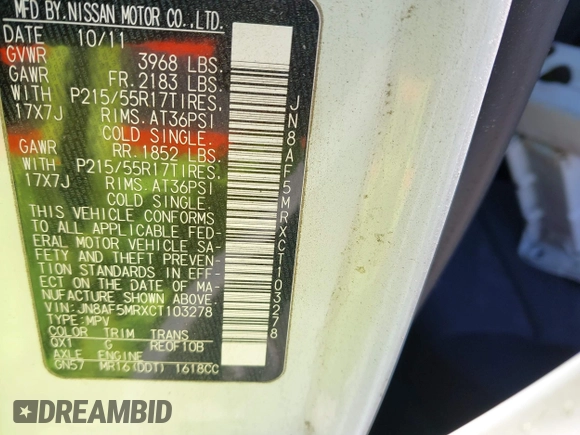 MFD BY.NISSAN MOTOR CO.,LTD.
DATE 10/11
GVWR 3968 LBS.
GAWR FR.2183 LBS.
WITH P215/55R17TIRES.
17X7J RIMS.AT36PSI
COLD SINGLE.
GAWR RR.1852 LBS.
WITH P215/55R17TIRES.
17X7J RIMS.AT36PSI
COLD SINGLE.
THIS VEHICLE CONFORMS
TO ALL APPLICABLE FED-
ERAL MOTOR VEHICLE SA-
FETY AND THEFT PREVEN-
TION STANDARDS IN EFF-
ECT ON THE DATE OF MA-
NUFACTURE SHOWN ABOVE.
VIN:JN8AF5MRXCT103278
TYPE:MPV
COLOR TRIM TRANS
QX1 G RE0F10B
AXLE ENGINE
GN57 MR16(DDT) 1618CC
JN8AF5MRXCT103278
DREAMBID